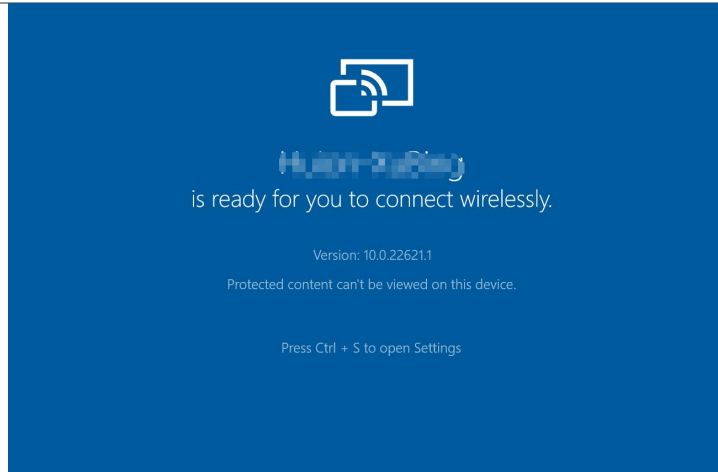 is ready for you to connect wirelessly.
Version: 10.0.22621.1
Protected content can't be viewed on this device.
Press Ctrl + S to open Settings